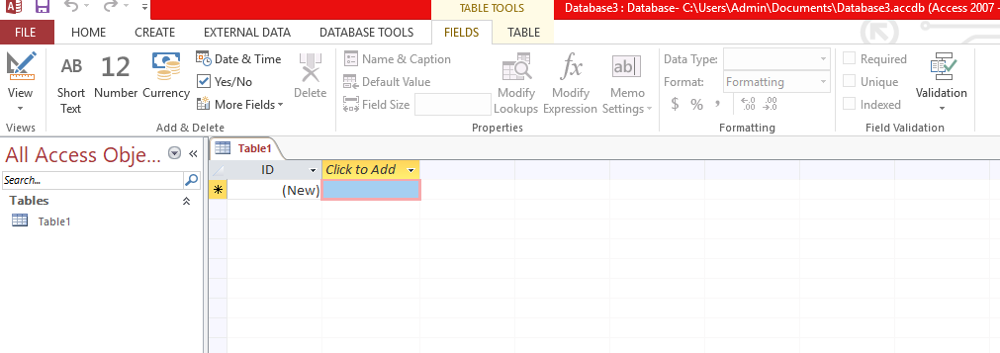 TABLE TOOLS
Database3 : Database- C:\Users\Admin\Documents\Database3.accdb (Access 2007 -
FILE HOME CREATE EXTERNAL DATA DATABASE TOOLS FIELDS TABLE
View
Views
AB
Short
Text
12
Number
Currency
Date & Time
Yes/No
More Fields
Delete
Add & Delete
Name & Caption
Default Value
Field Size
Modify
Lookups
fx
Modify
Expression
ab
Memo
Settings
Properties
Data Type:
Format: Formatting
$ % , ←.0 .00 .00 →.0
Formatting
Required
Unique
Indexed
Validation
Field Validation
All Access Obje... «
Search...
Tables
Table1
Table1
ID Click to Add
* (New)